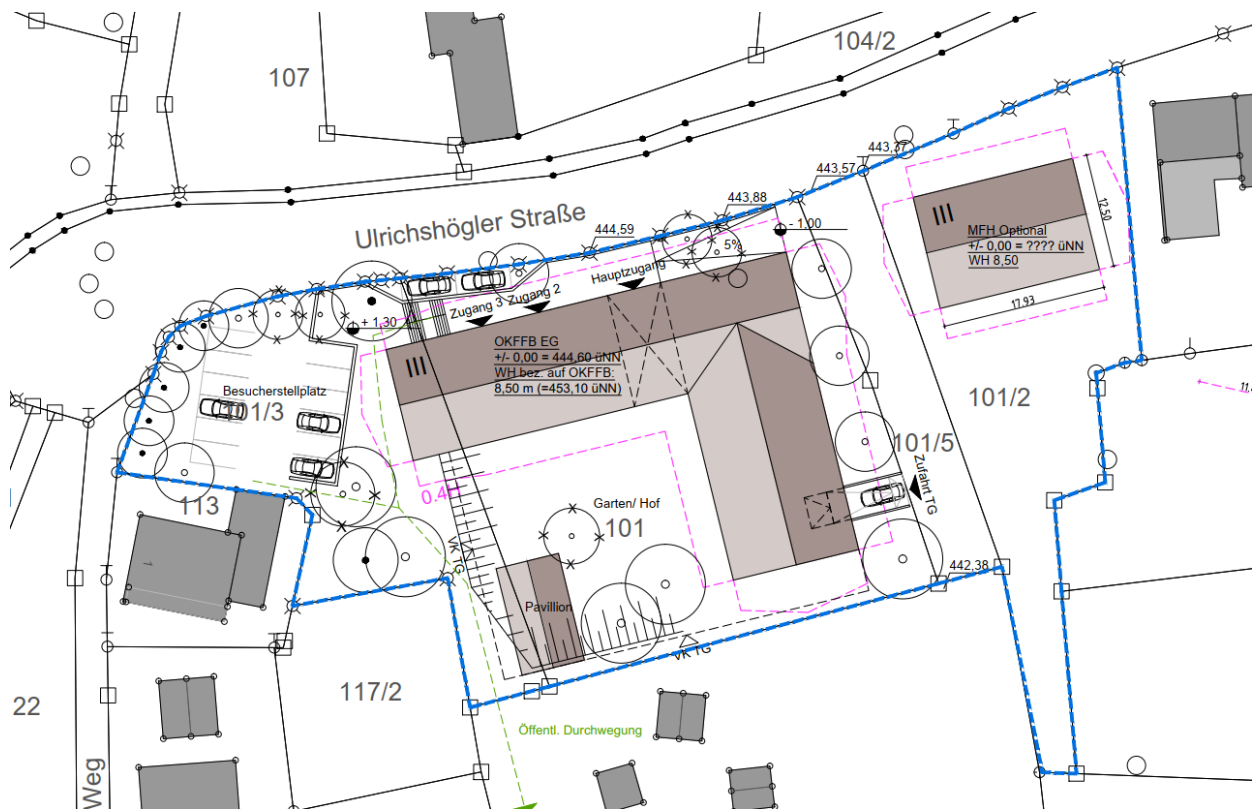 104/2
107
443,37
443,57
443,88
444,59
Ulrichshögler Straße
- 1,00
5%
Hauptzugang
Zugang 2
Zugang 3
+ 1,30
III
OKFFB EG
+/- 0,00 = 444,60 üNN
WH bez. auf OKFFB:
8,50 m (=453,10 üNN)
III
MFH Optional
+/- 0,00 = ???? üNN
WH 8,50
12,50
17,93
Besucherstellplatz
101/3
101/2
11,
101/5
Zufahrt TG
0.4H
Garten/ Hof
101
113
1
VK TG
Pavillion
VK TG
442,38
117/2
22
Weg
Öffentl. Durchwegung